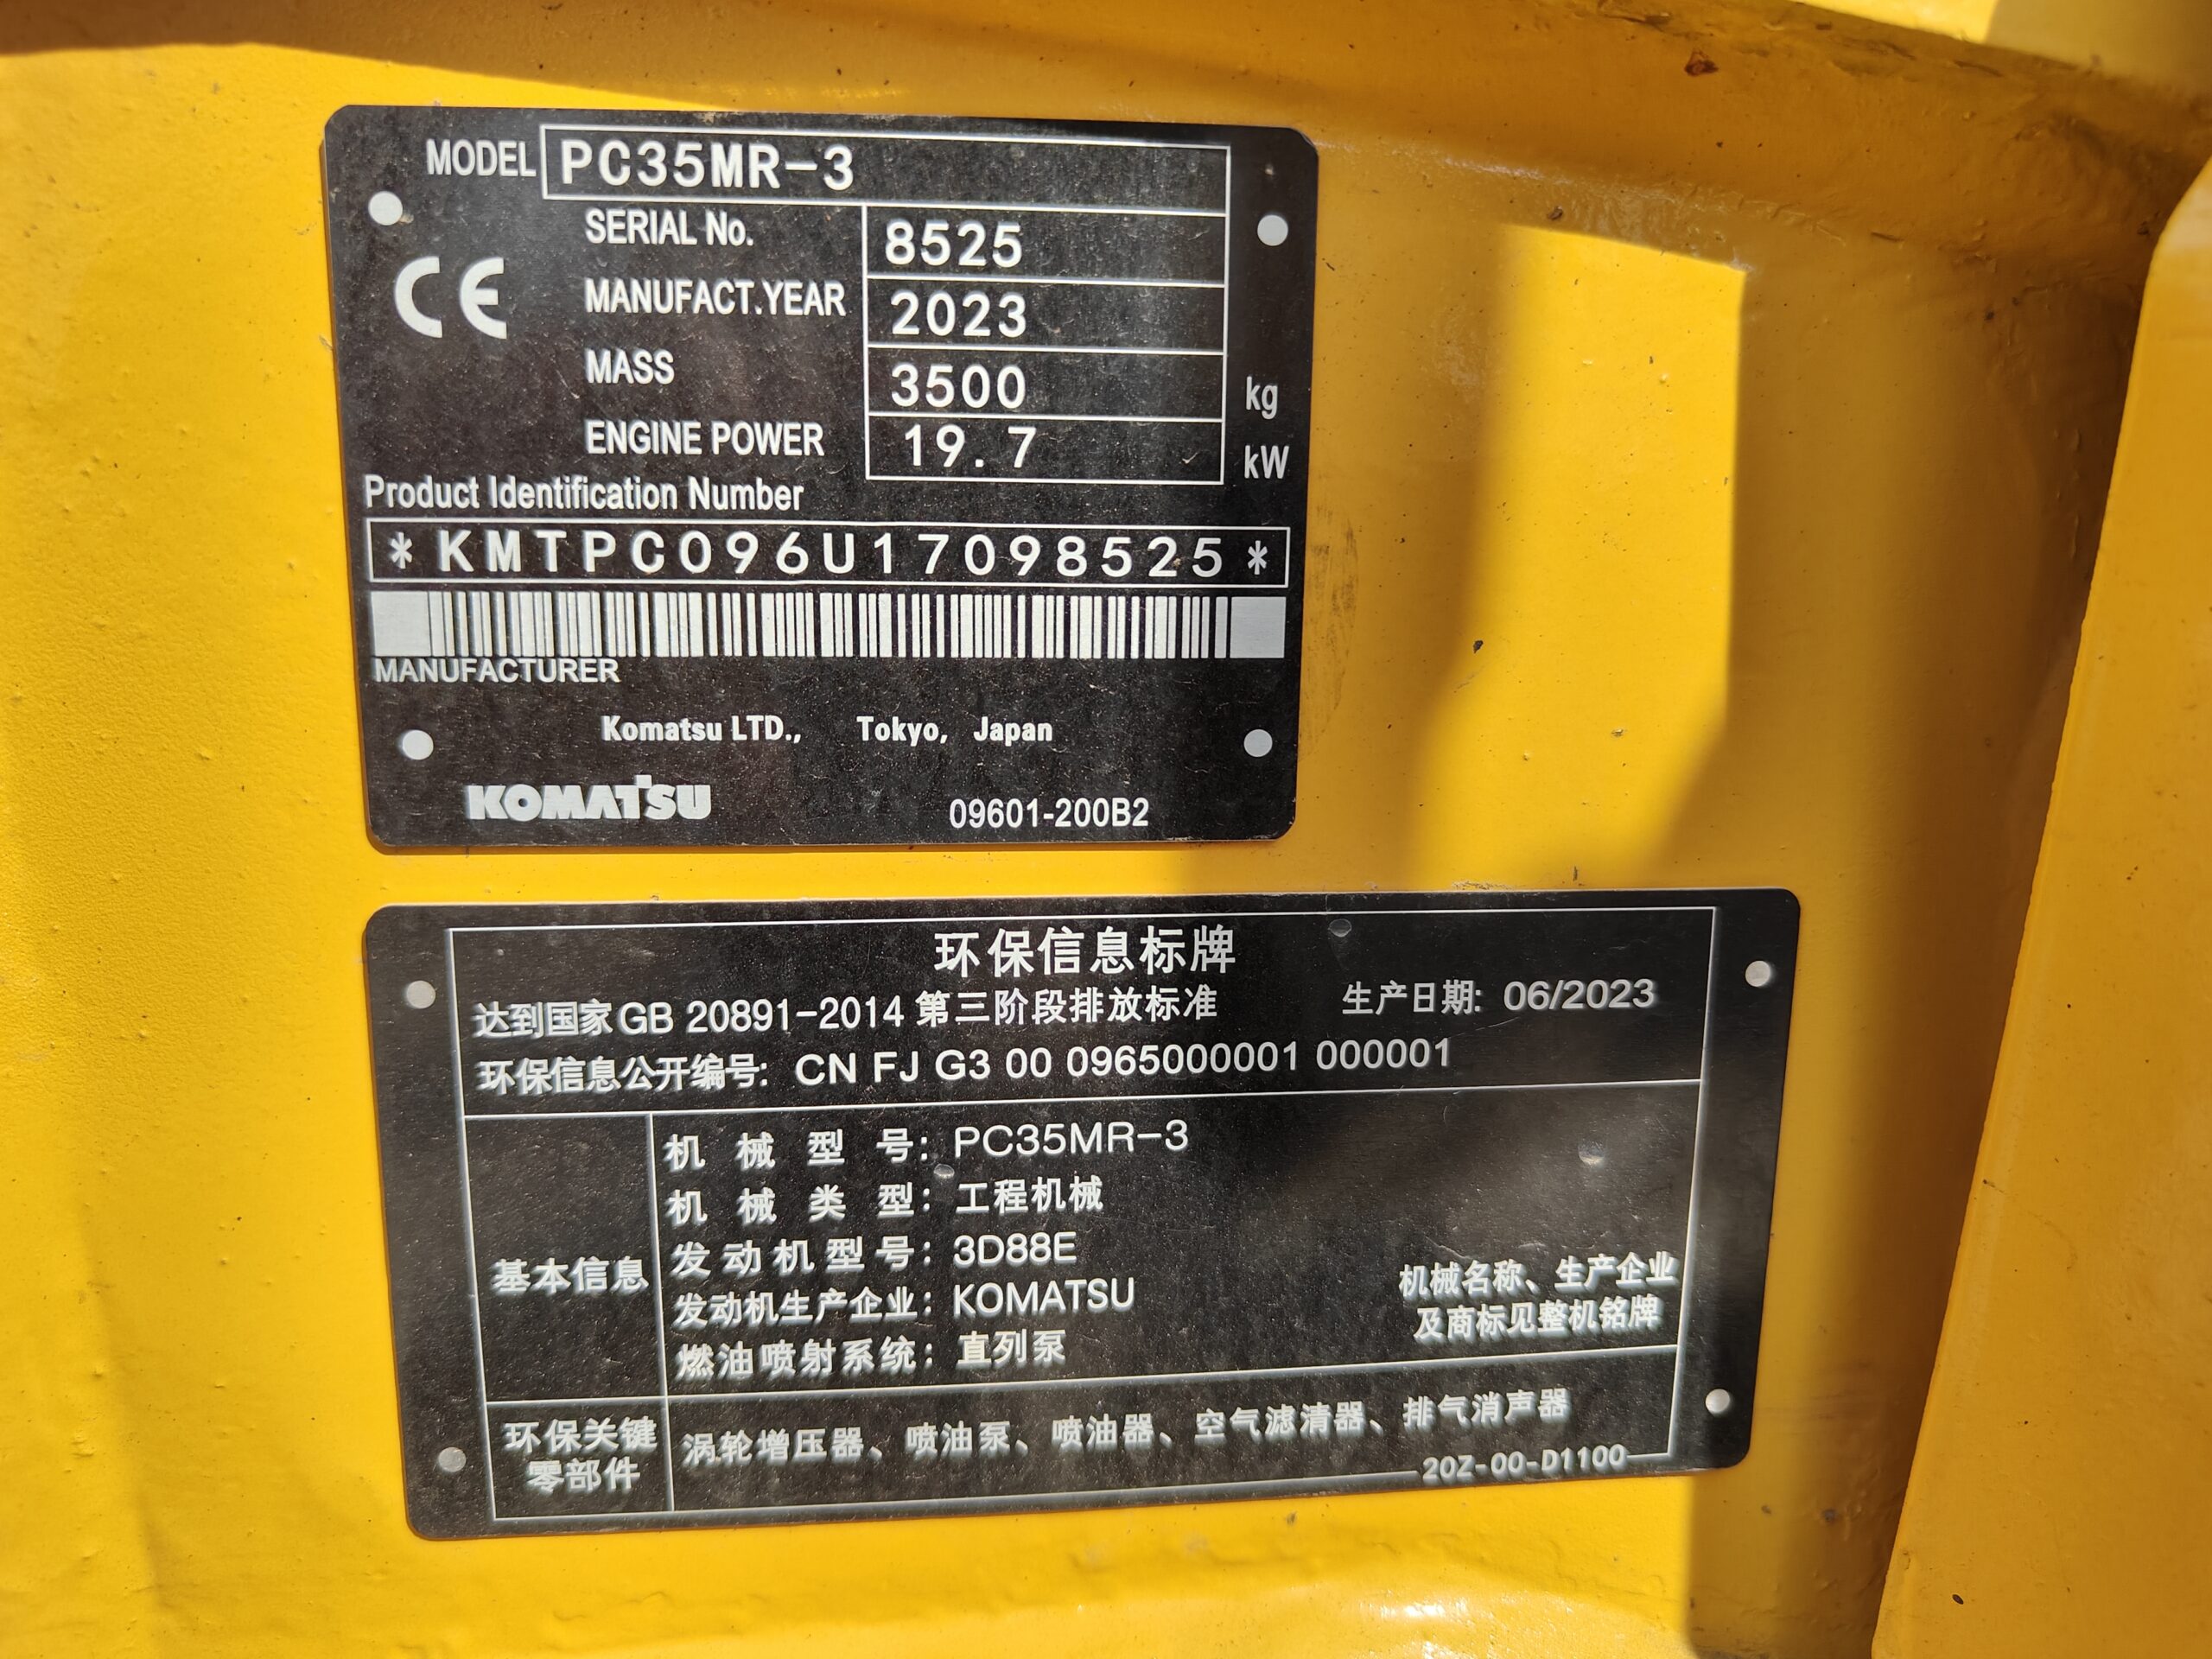 MODEL PC35MR-3
SERIAL No. 8525
CE
MANUFACT.YEAR 2023
MASS 3500 kg
ENGINE POWER 19.7 kW
Product Identification Number
*KMTPC096U17098525*
MANUFACTURER
Komatsu LTD., Tokyo, Japan
KOMATSU 09601-200B2
环保信息标牌
达到国家GB 20891-2014 第三阶段排放标准 生产日期: 06/2023
环保信息公开编号: CN FJ G3 00 0965000001 000001
基本信息
机械型号: PC35MR-3
机械类型: 工程机械
发动机型号: 3D88E
发动机生产企业: KOMATSU
燃油喷射系统: 直列泵
机械名称、生产企业
及商标见整机铭牌
环保关键
零部件
涡轮增压器、喷油泵、喷油器、空气滤清器、排气消声器
20Z-00-D1100